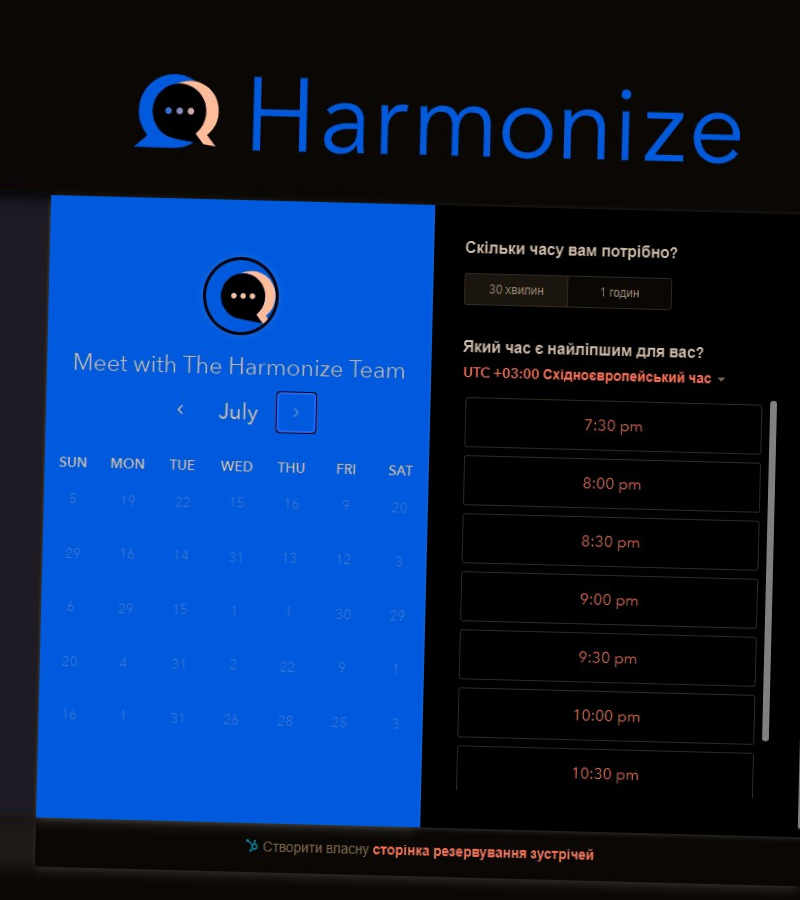 Harmonize
Meet with The Harmonize Team
July
SUN MON TUE WED THU FRI SAT
5 19 22 15 16 9 20
29 16 14 31 13 12 3
6 29 15 1 1 30 29
20 4 31 2 22 9 1
16 1 31 26 28 25 3
Скільки часу вам потрібно?
30 хвилин 1 годин
Який час є найліпшим для вас?
UTC +03:00 Східноєвропейський час
7:30 pm
8:00 pm
8:30 pm
9:00 pm
9:30 pm
10:00 pm
10:30 pm
Створити власну сторінка резервування зустрічей